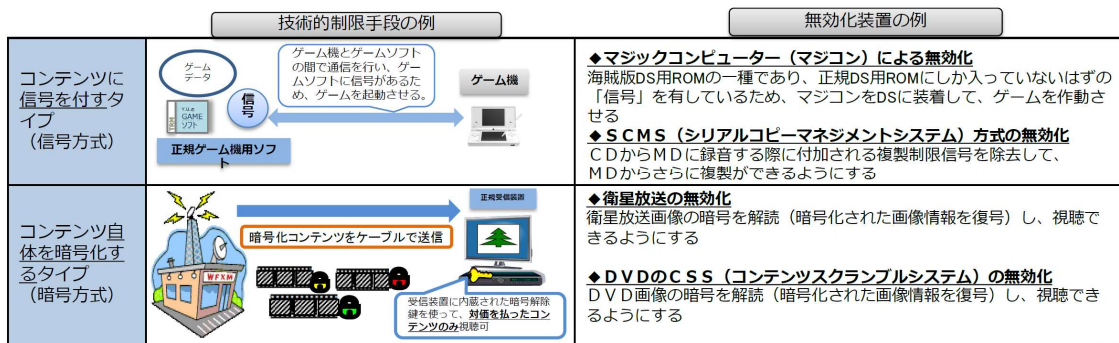 技術的制限手段の例
無効化装置の例
コンテンツに
信号を付すタ
イプ
（信号方式）
ゲーム
データ
GAME
ソフト
信号
正規ゲーム機用ソフ
ト
ゲーム機とゲームソフト
の間で通信を行い、ゲー
ムソフトに信号があるた
め、ゲームを起動させる。
ゲーム機
◆マジックコンピューター（マジコン）による無効化
海賊版DS用ROMの一種であり、正規DS用ROMにしか入っていないはずの
「信号」を有しているため、マジコンをDSに装着して、ゲームを作動さ
せる
◆ＳＣＭＳ（シリアルコピーマネジメントシステム）方式の無効化
ＣＤからＭＤに録音する際に付加される複製制限信号を除去して、
ＭＤからさらに複製ができるようにする
コンテンツ自
体を暗号化す
るタイプ
（暗号方式）
WFXM
暗号化コンテンツをケーブルで送信
正規受信装置
受信装置に内蔵された暗号解除
鍵を使って、対価を払ったコン
テンツのみ視聴可
◆衛星放送の無効化
衛星放送画像の暗号を解読（暗号化された画像情報を復号）し、視聴で
きるようにする
◆ＤＶＤのＣＳＳ（コンテンツスクランブルシステム）の無効化
ＤＶＤ画像の暗号を解読（暗号化された画像情報を復号）し、視聴でき
るようにする